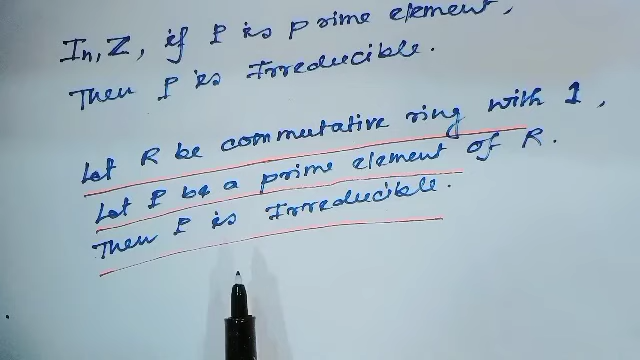 In, Z, if P is prime element,
Then P is Irreducible.
Let R be commutative ring with 1,
Let P be a prime element of R.
Then P is Irreducible.